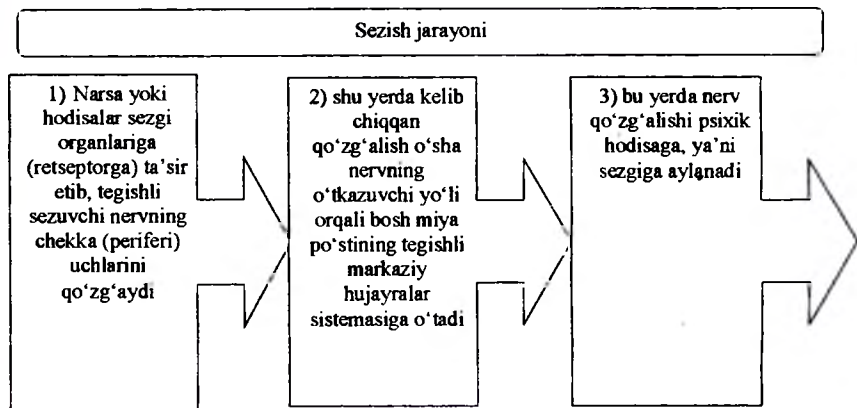 Sezish jarayoni
1) Narsa yoki
hodisalar sezgi
organlariga
(retseptorga) ta’sir
etib, tegishli
sezuvchi nervning
chekka (periferi)
uchlarini
qo‘zg‘aydi
2) shu yerda kelib
chiqqan
qo‘zg‘alish o‘sha
nervning
o‘tkazuvchi yo‘li
orqali bosh miya
po‘stining tegishli
markaziy
hujayralar
sistemasiga o‘tadi
3) bu yerda nerv
qo‘zg‘alishi psixik
hodisaga, ya’ni
sezgiga aylanadi